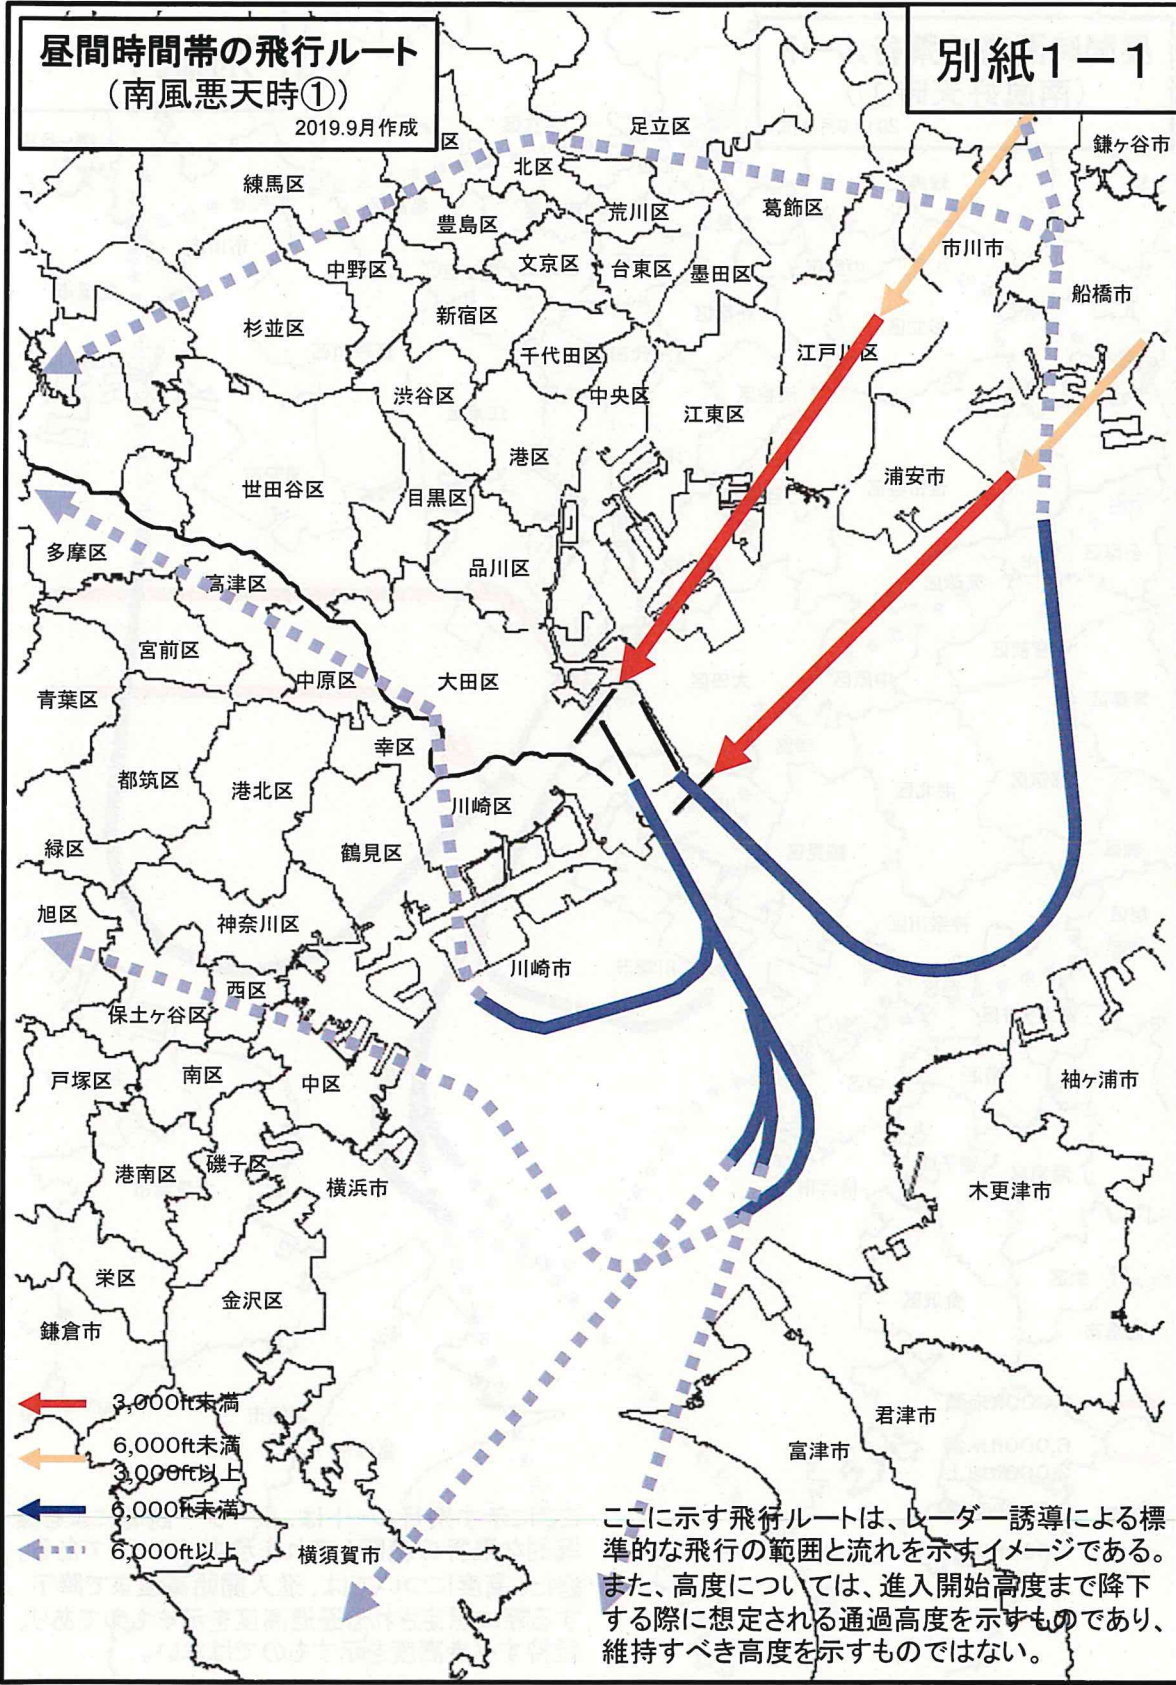 昼間時間帯の飛行ルート
(南風悪天時①)
2019.9月作成
別紙1-1
区
足立区
鎌ヶ谷市
北区
練馬区
荒川区
葛飾区
豊島区
市川市
中野区
文京区
台東区
墨田区
船橋市
新宿区
杉並区
千代田区
江戸川区
渋谷区
中央区
江東区
港区
浦安市
世田谷区
目黒区
多摩区
品川区
高津区
宮前区
中原区
大田区
青葉区
幸区
都筑区
港北区
川崎区
緑区
鶴見区
旭区
神奈川区
川崎市
西区
保土ヶ谷区
戸塚区
南区
中区
袖ヶ浦市
港南区
磯子区
横浜市
木更津市
栄区
金沢区
鎌倉市
3,000ft未満
君津市
6,000ft未満
3,000ft以上
富津市
6,000ft未満
6,000ft以上
横須賀市
ここに示す飛行ルートは、レーダー誘導による標
準的な飛行の範囲と流れを示すイメージである。
また、高度については、進入開始高度まで降下
する際に想定される通過高度を示すものであり、
維持すべき高度を示すものではない。